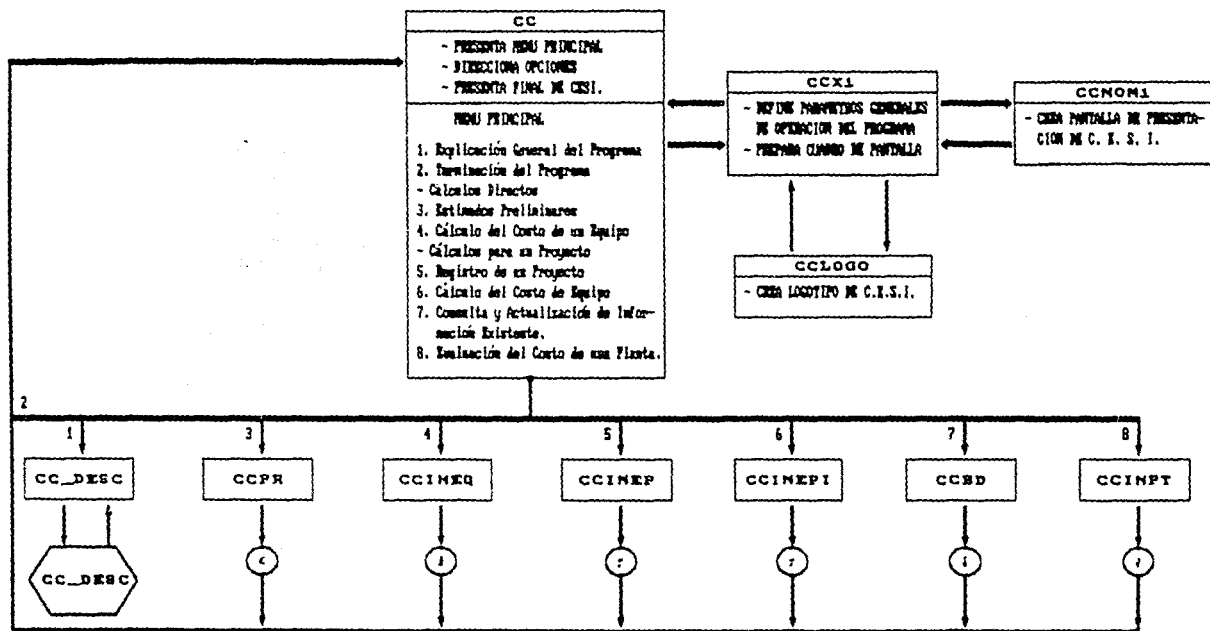 CC
- PRESENTA MENU PRINCIPAL
- DIRECCIONA OPCIONES
- PRESENTA FINAL DE CESI.
MENU PRINCIPAL
1. Explicación General del Programa
2. Terminación del Programa
- Cálculos Directos
3. Estimados Preliminares
4. Cálculo del Costo de un Equipo
- Cálculos para un Proyecto
5. Registro de un Proyecto
6. Cálculo del Costo de Equipo
7. Consulta y Actualización de Infor-
mación Existente.
8. Evaluación del Costo de una Planta.
CCX1
- DEFINE PARAMETROS GENERALES
DE OPERACION DEL PROGRAMA
- PREPARA CUADRO DE PANTALLA
CCNOM1
- CREA PANTALLA DE PRESENTA-
CION DE C. E. S. I.
CCLOGO
- CREA LOGOTIPO DE C.E.S.I.
2
1
3
4
5
6
7
8
CC_DESC
CCPR
CCINEQ
CCINEP
CCINEPI
CCBD
CCINPT
CC_DESC